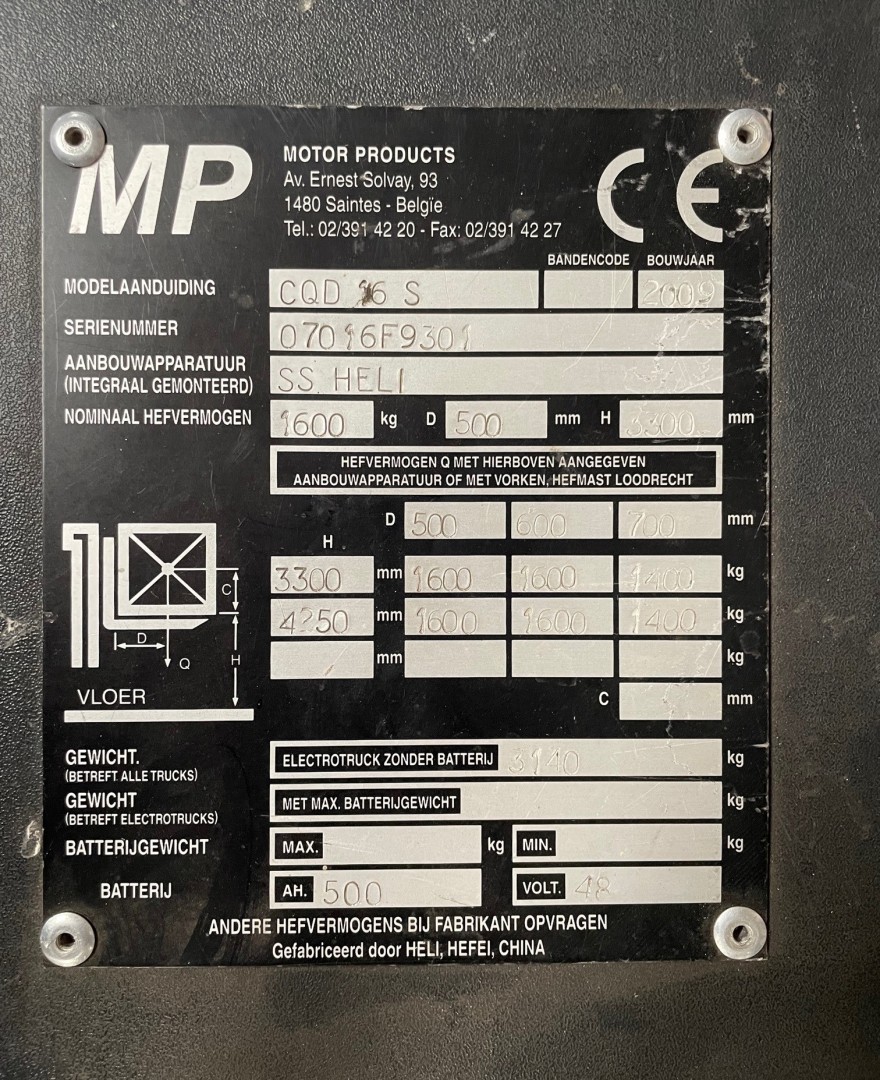 MP
MOTOR PRODUCTS
Av. Ernest Solvay, 93
1480 Saintes - Belgïe
Tel.: 02/391 42 20 - Fax: 02/391 42 27
CE
BANDENCODE BOUWJAAR
MODELAANDUIDING CQD 16 S 2009
SERIENUMMER 07016F9301
AANBOUWAPPARATUUR
(INTEGRAAL GEMONTEERD) SS HELI
NOMINAAL HEFVERMOGEN 1600 kg D 500 mm H 3300 mm
HEFVERMOGEN Q MET HIERBOVEN AANGEGEVEN
AANBOUWAPPARATUUR OF MET VORKEN, HEFMAST LOODRECHT
D 500 600 700 mm
H
3300 mm 1600 1600 1400 kg
4250 mm 1600 1600 1400 kg
mm kg
C mm
C
D
Q
H
VLOER
GEWICHT. ELECTROTRUCK ZONDER BATTERIJ 3140 kg
(BETREFT ALLE TRUCKS)
GEWICHT MET MAX. BATTERIJGEWICHT kg
(BETREFT ELECTROTRUCKS)
BATTERIJGEWICHT MAX. kg MIN. kg
BATTERIJ AH. 500 VOLT. 48
ANDERE HEFVERMOGENS BIJ FABRIKANT OPVRAGEN
Gefabriceerd door HELI, HEFEI, CHINA